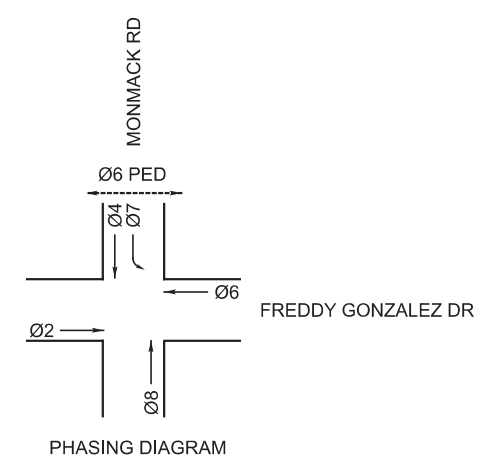 MONMACK RD
Ø6 PED
Ø4
Ø7
Ø6
FREDDY GONZALEZ DR
Ø2
Ø8
PHASING DIAGRAM